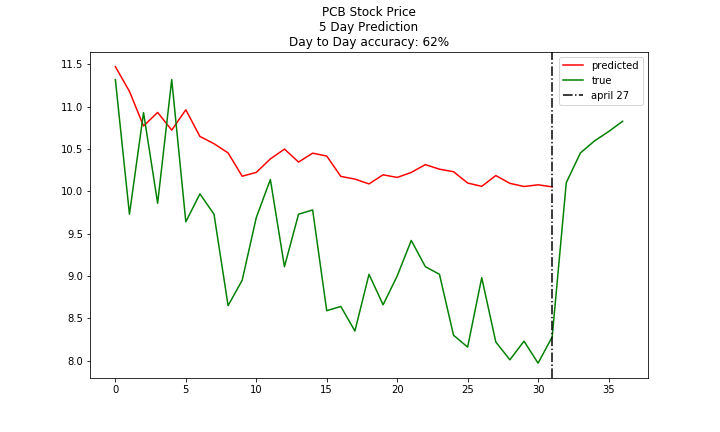 PCB Stock Price
5 Day Prediction
Day to Day accuracy: 62%
predicted
true
april 27
11.5
11.0
10.5
10.0
9.5
9.0
8.5
8.0
0 5 10 15 20 25 30 35